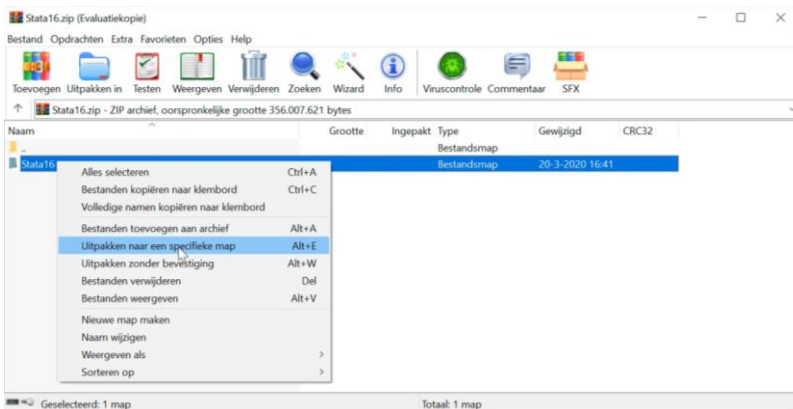 Stata16.zip (Evaluatiekopie)
Bestand Opdrachten Extra Favorieten Opties Help
Toevoegen Uitpakken in Testen Weergeven Verwijderen Zoeken Wizard Info Viruscontrole Commentaar SFX
Stata16.zip - ZIP archief, oorspronkelijke grootte 356.007.621 bytes
Naam Grootte Ingepakt Type Gewijzigd CRC32
.. Bestandsmap
Stata16 Bestandsmap 20-3-2020 16:41
Alles selecteren Ctrl+A
Bestanden kopiëren naar klembord Ctrl+C
Volledige namen kopiëren naar klembord
Bestanden toevoegen aan archief Alt+A
Uitpakken naar een specifieke map Alt+E
Uitpakken zonder bevestiging Alt+W
Bestanden verwijderen Del
Bestanden weergeven Alt+V
Nieuwe map maken
Naam wijzigen
Weergeven als
Sorteren op
Geselecteerd: 1 map Totaal: 1 map